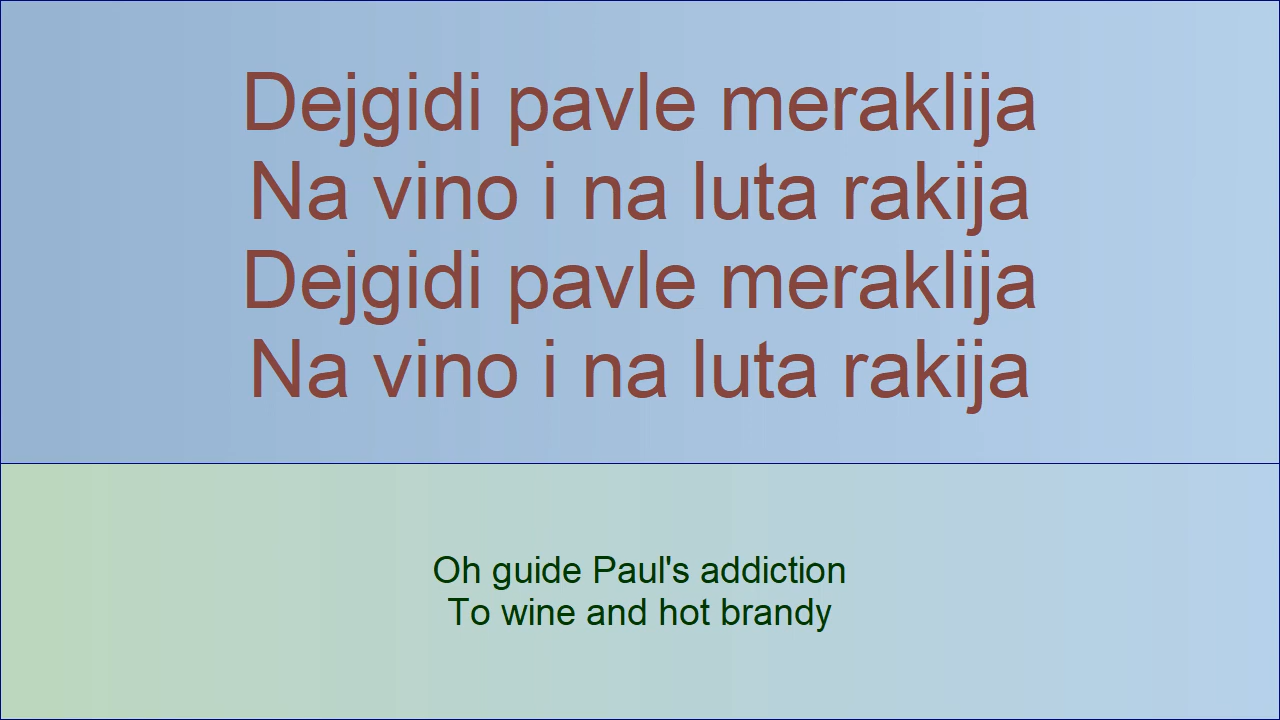 Dejgidi pavle meraklija
Na vino i na luta rakija
Dejgidi pavle meraklija
Na vino i na luta rakija
Oh guide Paul's addiction
To wine and hot brandy